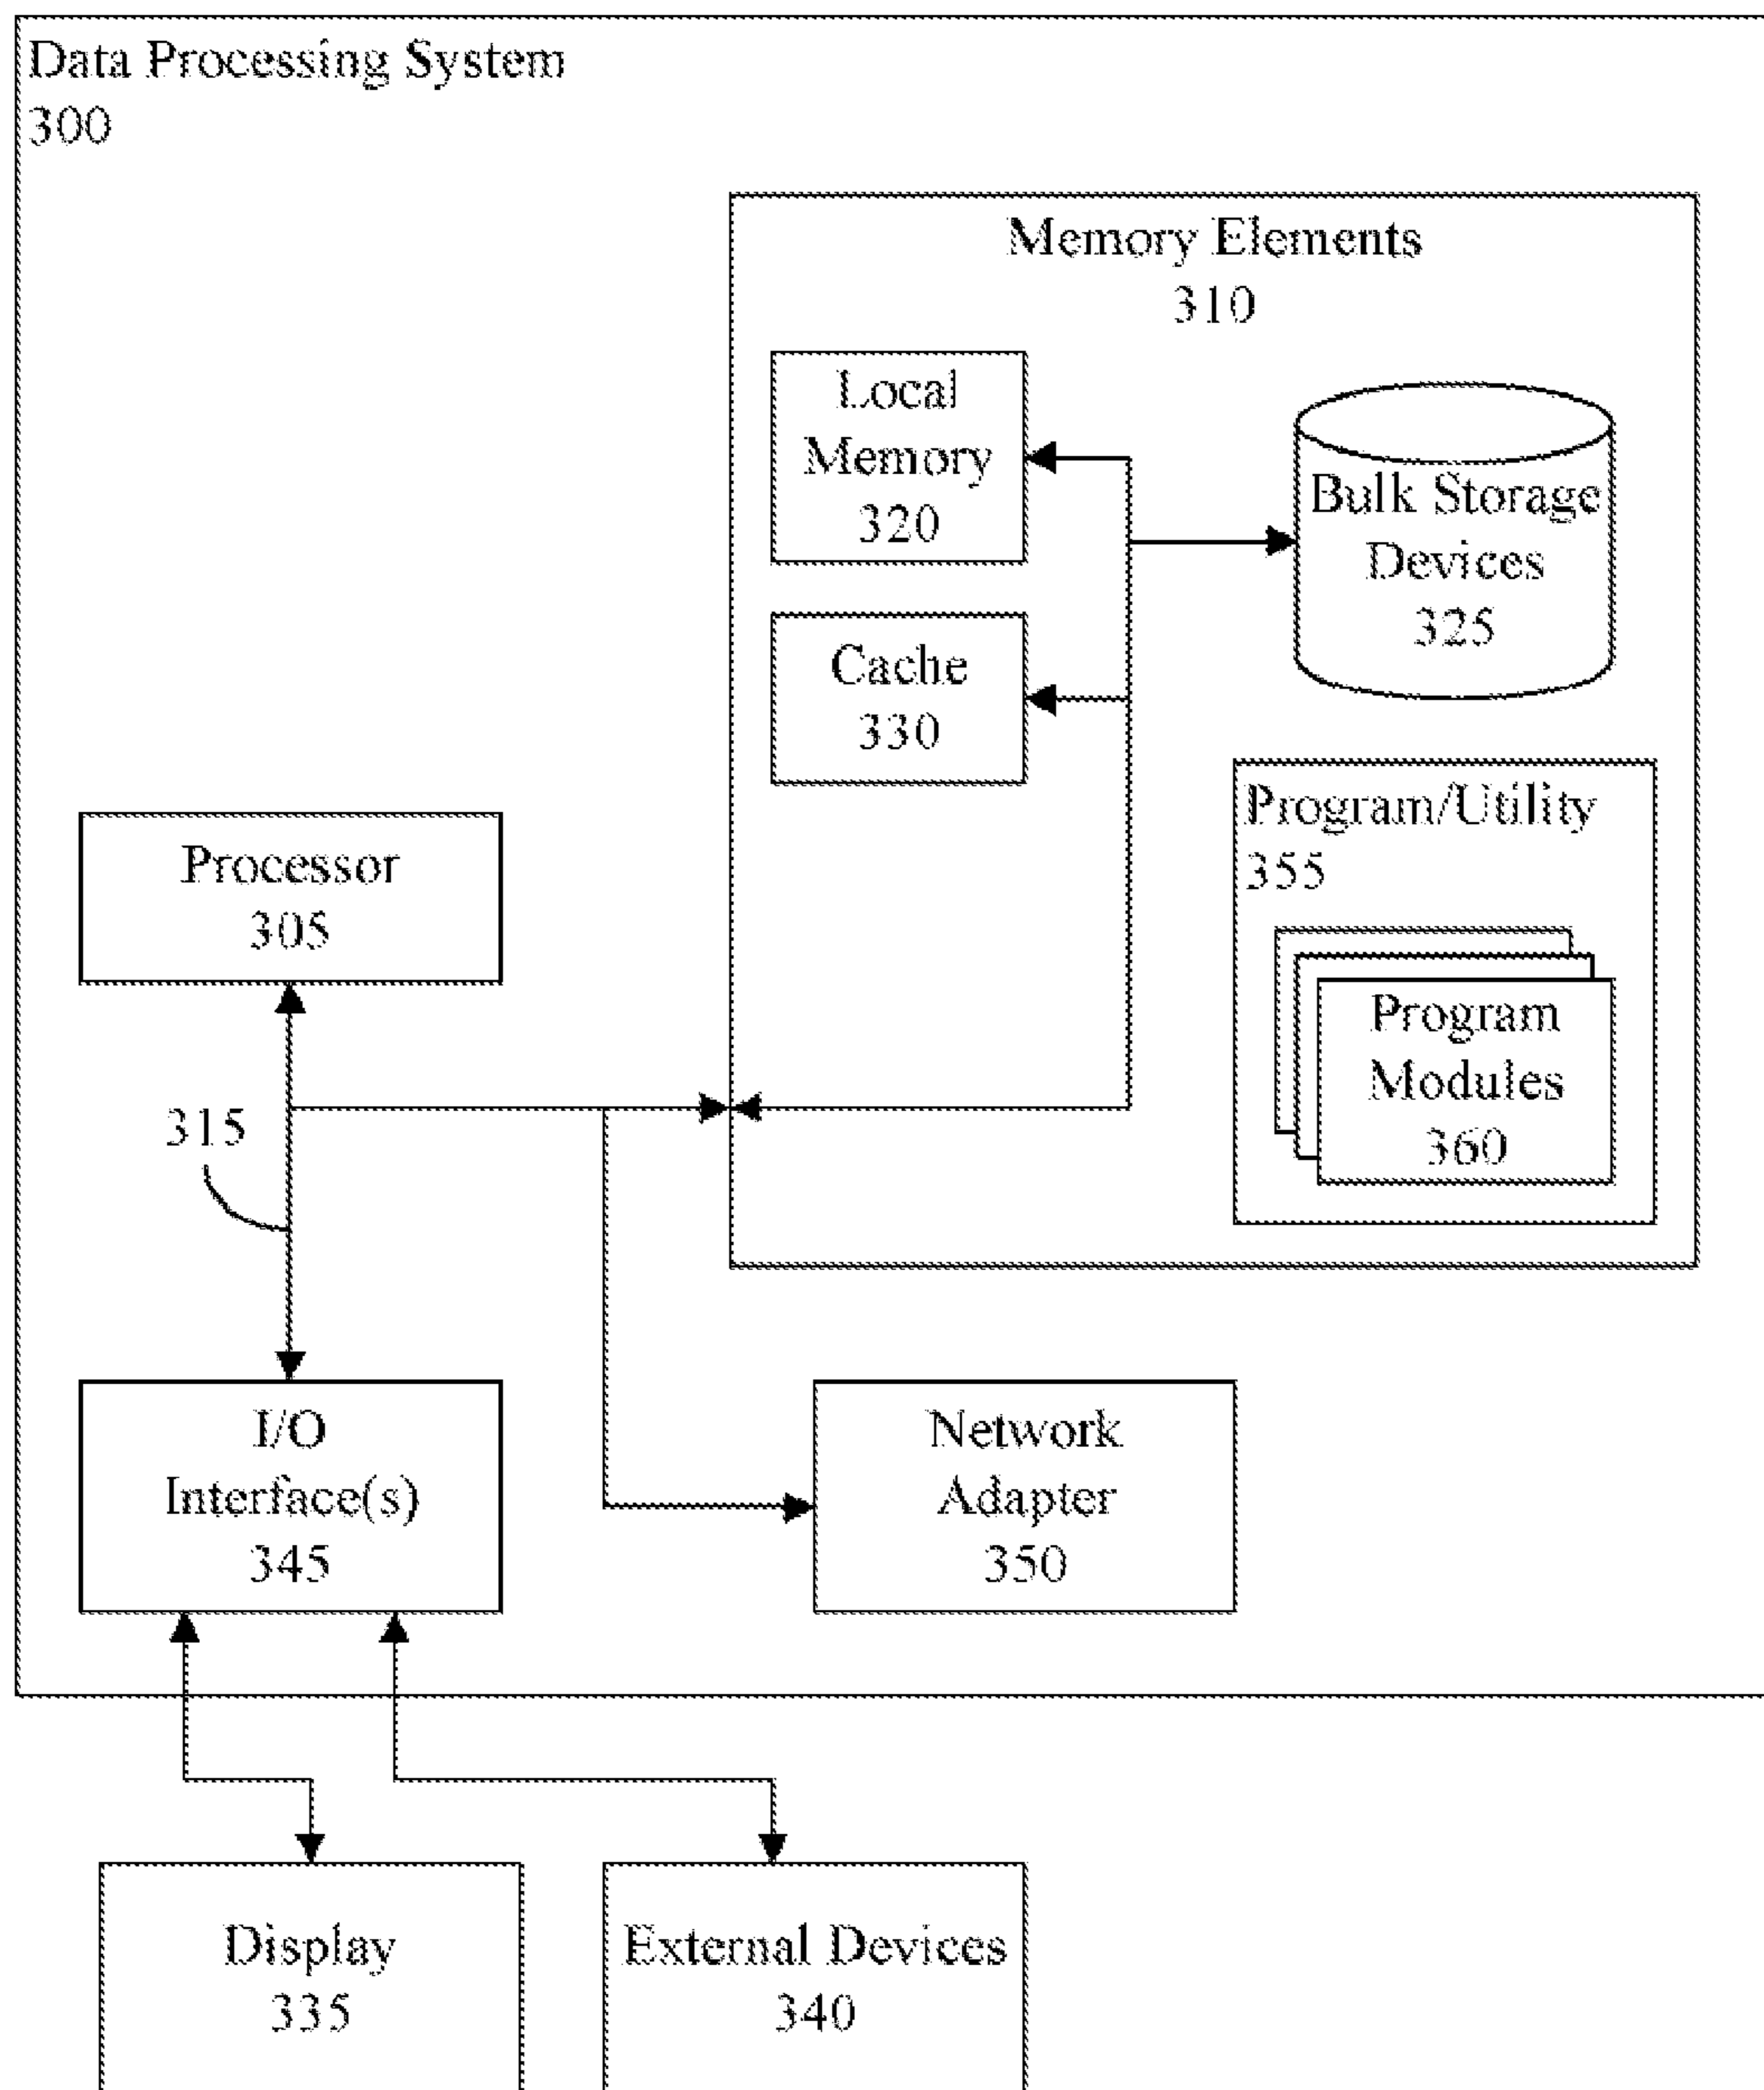 Data Processing System
300
Memory Elements
310
Local
Memory
320
Bulk Storage
Devices
325
Cache
330
Program/Utility
355
Program
Modules
360
Processor
305
315
I/O
Interface(s)
345
Network
Adapter
350
Display
335
External Devices
340